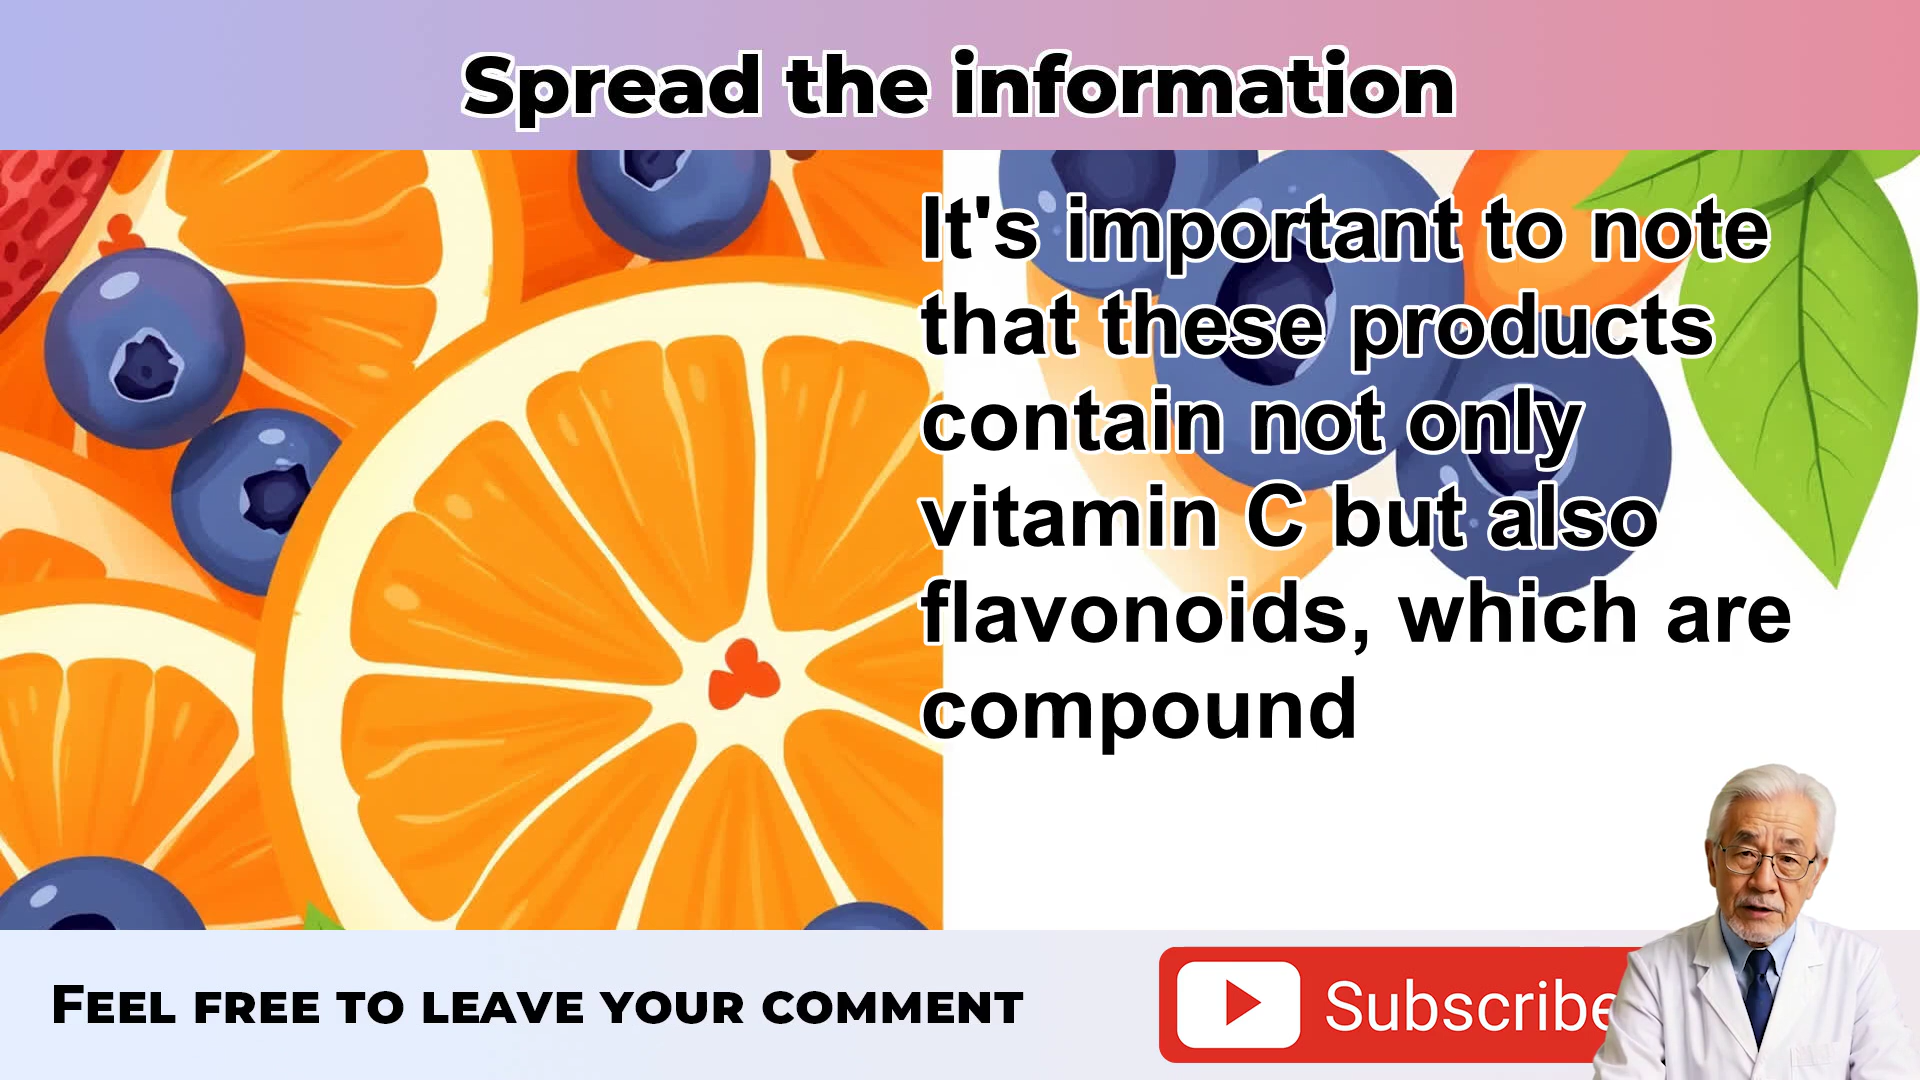 Spread the information
It's important to note
that these products
contain not only
vitamin C but also
flavonoids, which are
compound
Feel free to leave your comment
Subscribe